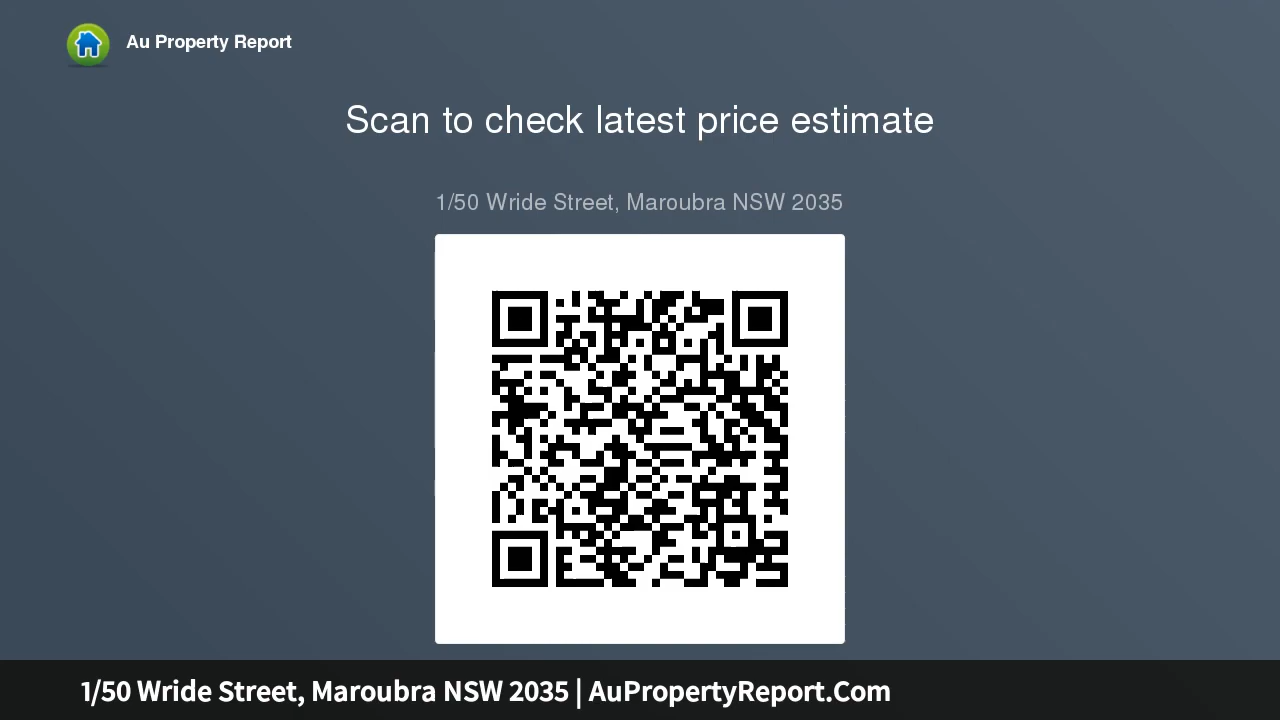 Au Property Report
Scan to check latest price estimate
1/50 Wride Street, Maroubra NSW 2035
1/50 Wride Street, Maroubra NSW 2035 | AuPropertyReport.Com